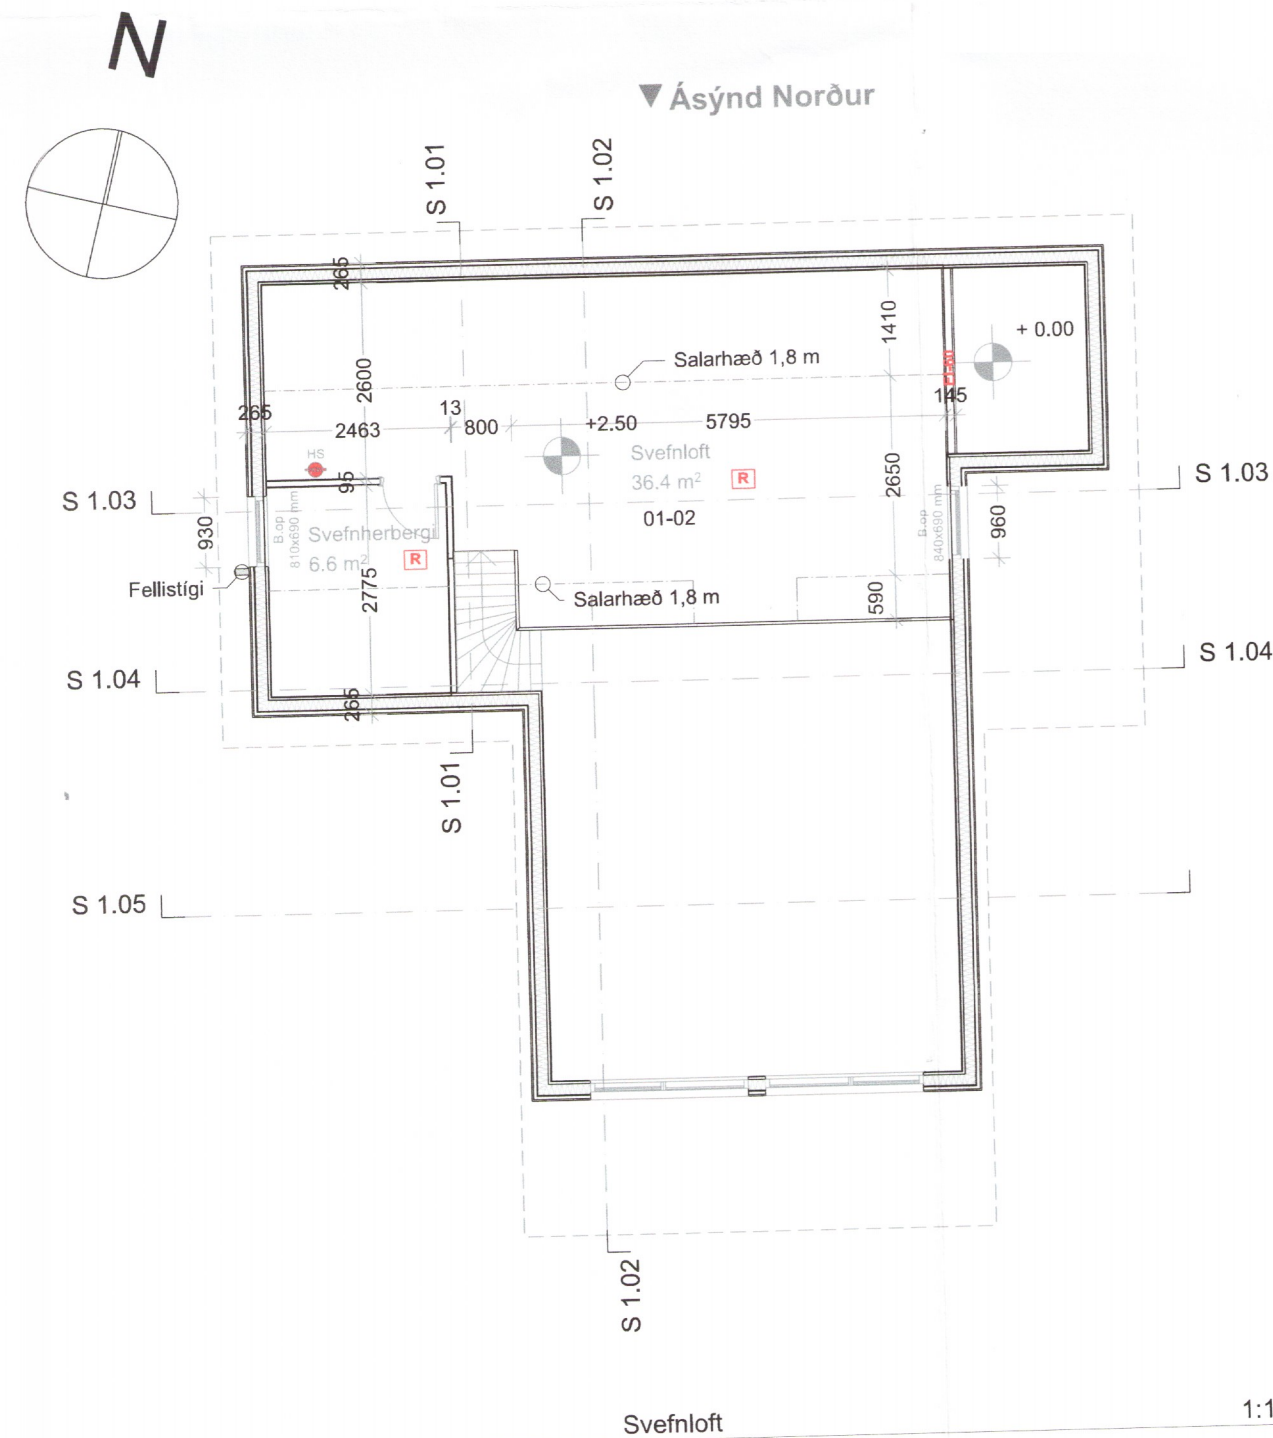 N
▼ Ásýnd Norður
S 1.01
S 1.02
265
1410
+ 0.00
Salarhæð 1,8 m
2600
145
265
13
2463
800
+2.50
5795
HS
Svefnloft
36.4 m²
R
2650
S 1.03
S 1.03
95
930
B.op
810x690 mm
Svefnherbergi
6.6 m²
R
01-02
B.op
840x690 mm
960
Fellistígi
2775
Salarhæð 1,8 m
590
S 1.04
S 1.04
265
S 1.01
S 1.05
S 1.02
Svefnloft
1:1